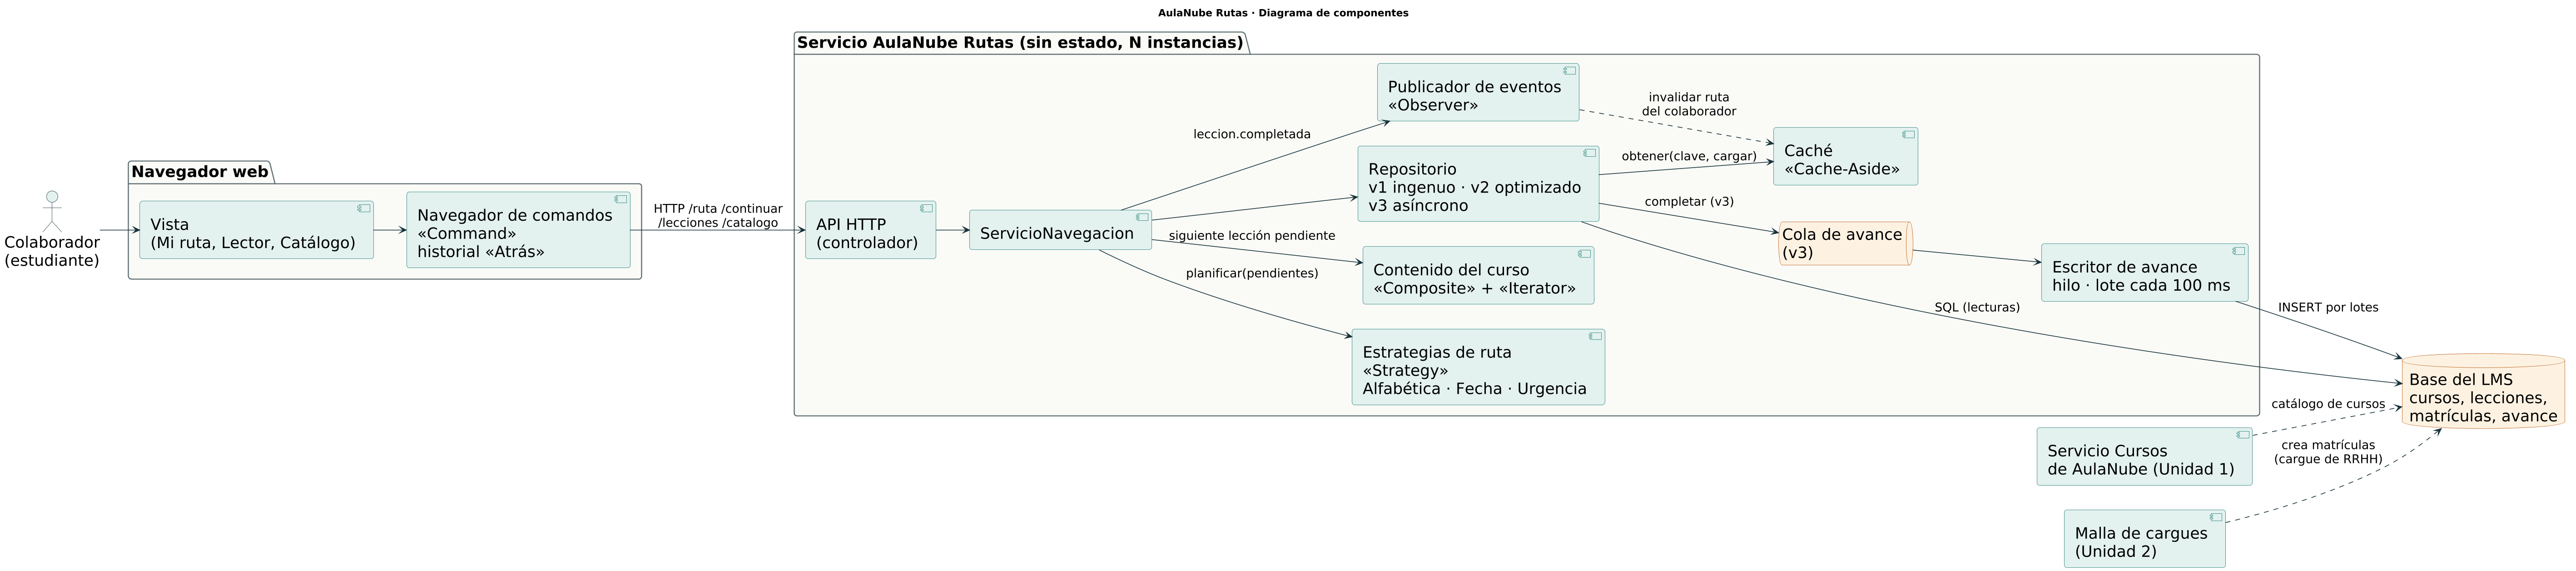 AulaNube Rutas · Diagrama de componentes
Colaborador
(estudiante)
Navegador web
Vista
(Mi ruta, Lector, Catálogo)
Navegador de comandos
«Command»
historial «Atrás»
HTTP /ruta /continuar
/lecciones /catalogo
Servicio AulaNube Rutas (sin estado, N instancias)
API HTTP
(controlador)
ServicioNavegacion
leccion.completada
siguiente lección pendiente
planificar(pendientes)
Publicador de eventos
«Observer»
Repositorio
v1 ingenuo · v2 optimizado
v3 asíncrono
Contenido del curso
«Composite» + «Iterator»
Estrategias de ruta
«Strategy»
Alfabética · Fecha · Urgencia
invalidar ruta
del colaborador
obtener(clave, cargar)
completar (v3)
SQL (lecturas)
Caché
«Cache-Aside»
Cola de avance
(v3)
Escritor de avance
hilo · lote cada 100 ms
INSERT por lotes
Base del LMS
cursos, lecciones,
matrículas, avance
catálogo de cursos
crea matrículas
(cargue de RRHH)
Servicio Cursos
de AulaNube (Unidad 1)
Malla de cargues
(Unidad 2)